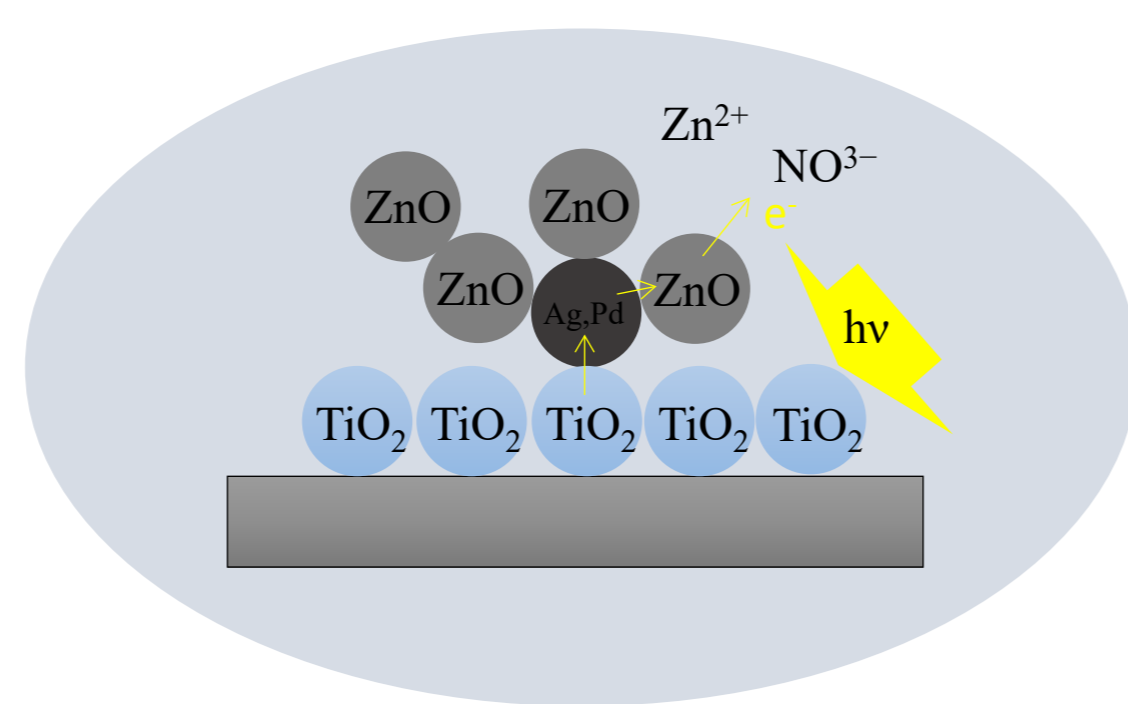 Zn²⁺
NO³⁻
e⁻
ZnO ZnO
ZnO ZnO
Ag,Pd
hν
TiO₂ TiO₂ TiO₂ TiO₂ TiO₂